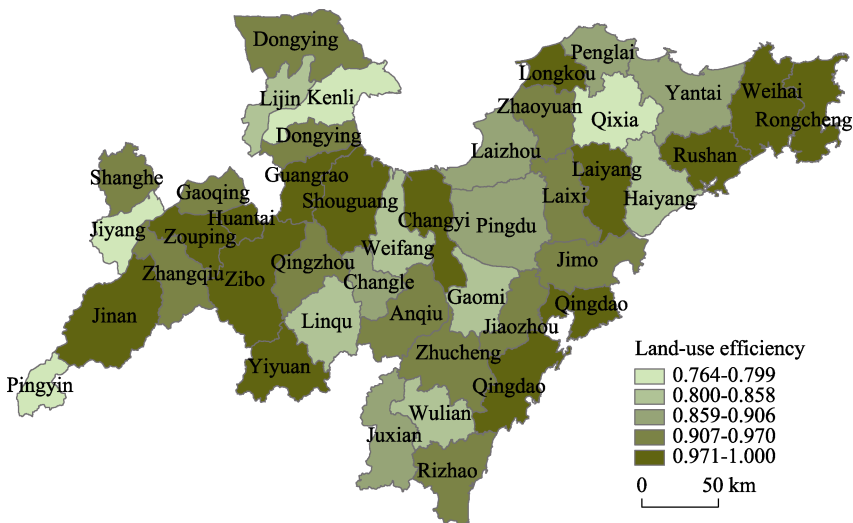 Dongying
Penglai
Longkou
Lijin
Kenli
Zhaoyuan
Yantai
Weihai
Qixia
Rongcheng
Dongying
Laizhou
Rushan
Shanghe
Guangrao
Laiyang
Gaoqing
Shouguang
Laixi
Haiyang
Huantai
Changyi
Pingdu
Jiyang
Zouping
Weifang
Jimo
Zhangqiu
Zibo
Qingzhou
Changle
Gaomi
Qingdao
Jinan
Linqu
Anqiu
Jiaozhou
Zhucheng
Yiyuan
Pingyin
Qingdao
Wulian
Juxian
Rizhao
Land-use efficiency
0.764-0.799
0.800-0.858
0.859-0.906
0.907-0.970
0.971-1.000
0 50 km